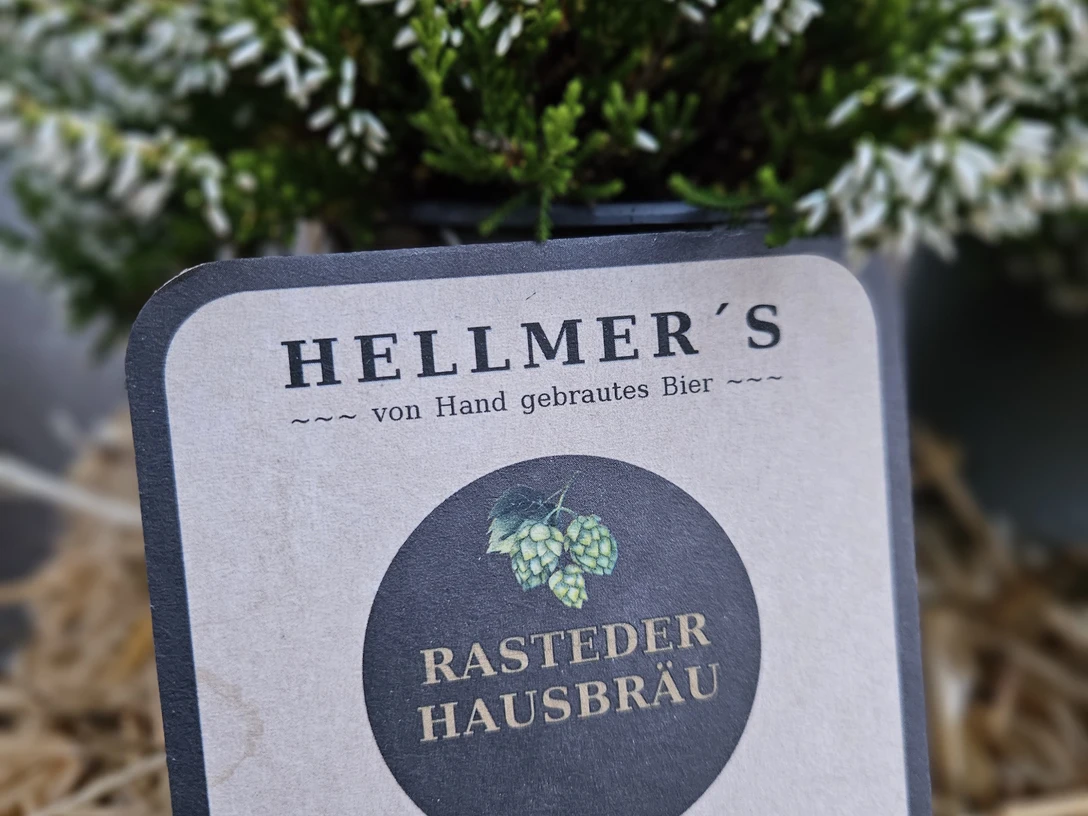 HELLMER´S
~~~ von Hand gebrautes Bier ~~~
RASTEDER
HAUSBRÄU